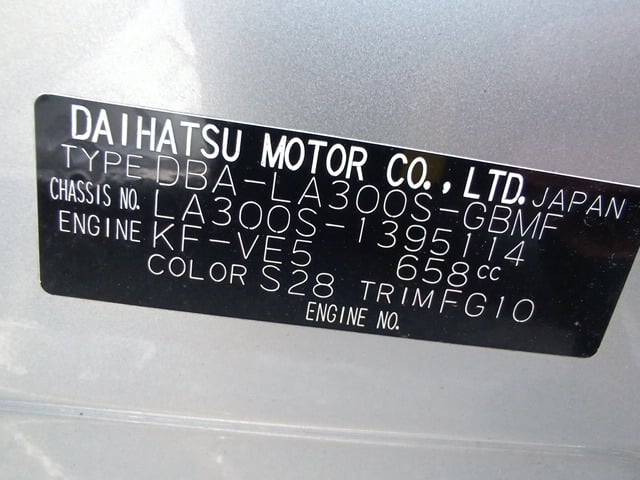 DAIHATSU MOTOR CO., LTD. JAPAN
TYPE DBA-LA300S-GBMF
CHASSIS NO. LA300S-1395114
ENGINE KF-VE5 658cc
COLOR S28 TRIM FG10
ENGINE NO.